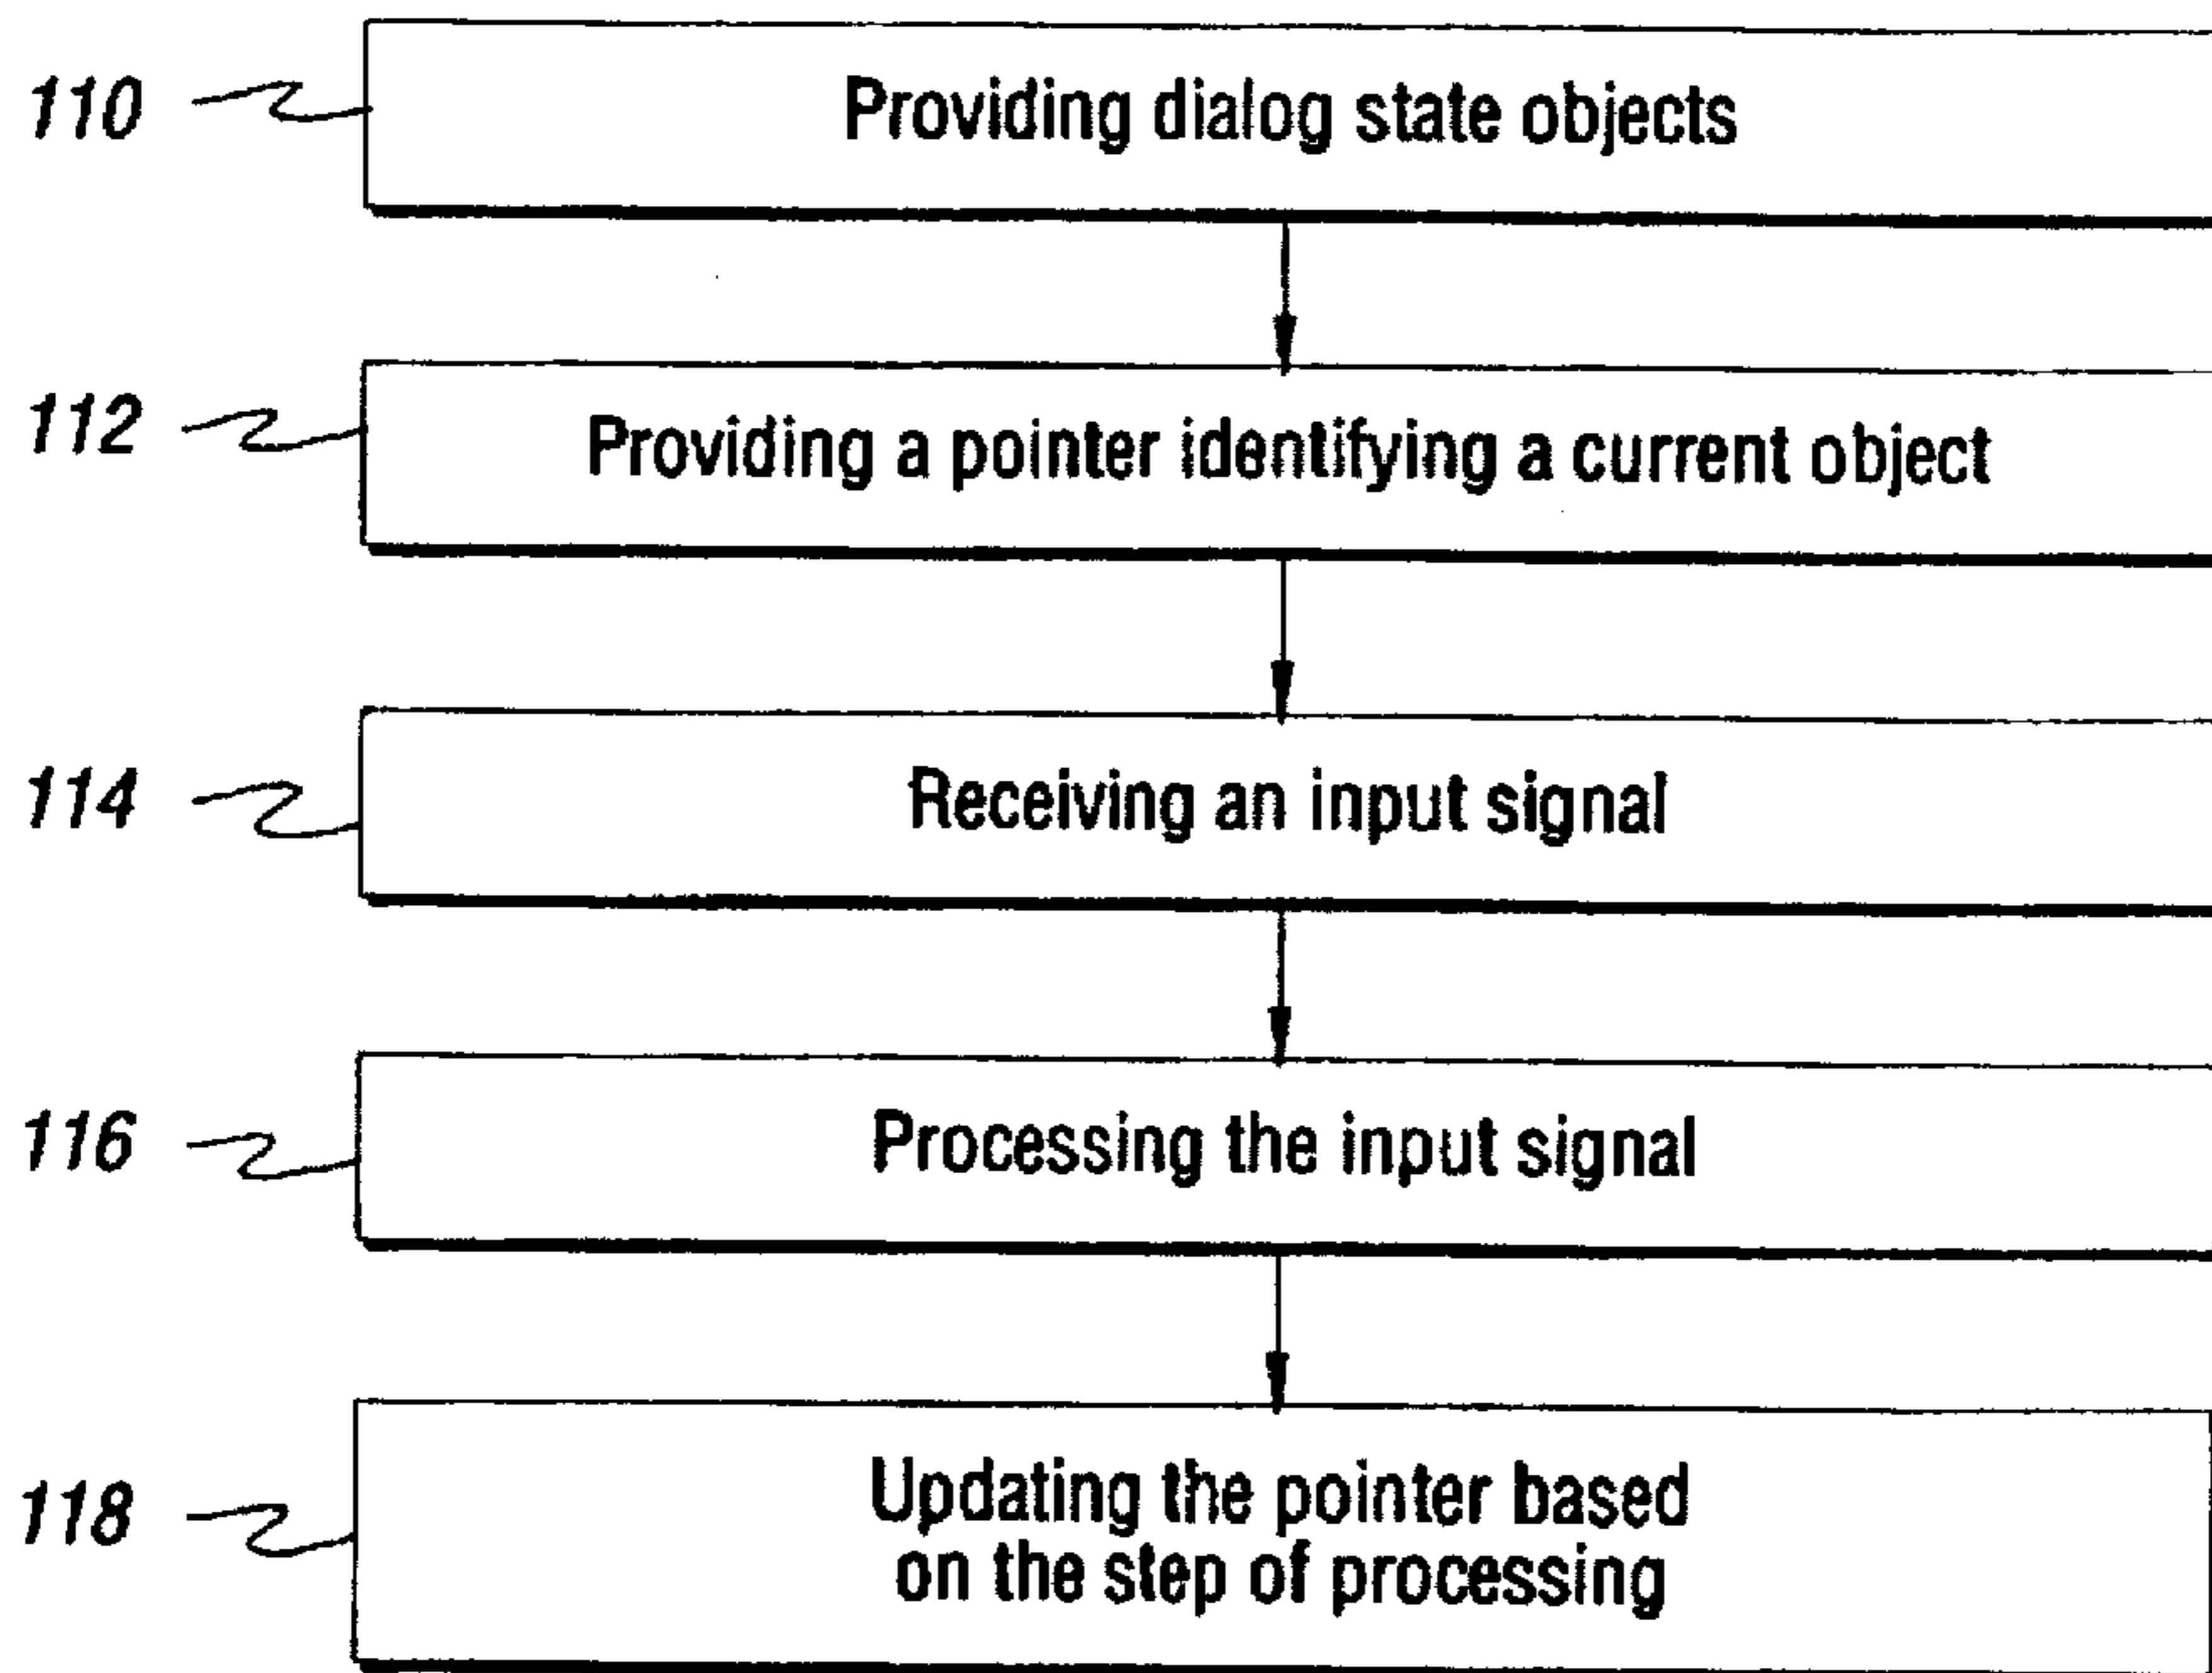 110 Providing dialog state objects
112 Providing a pointer identifying a current object
114 Receiving an input signal
116 Processing the input signal
118 Updating the pointer based
on the step of processing